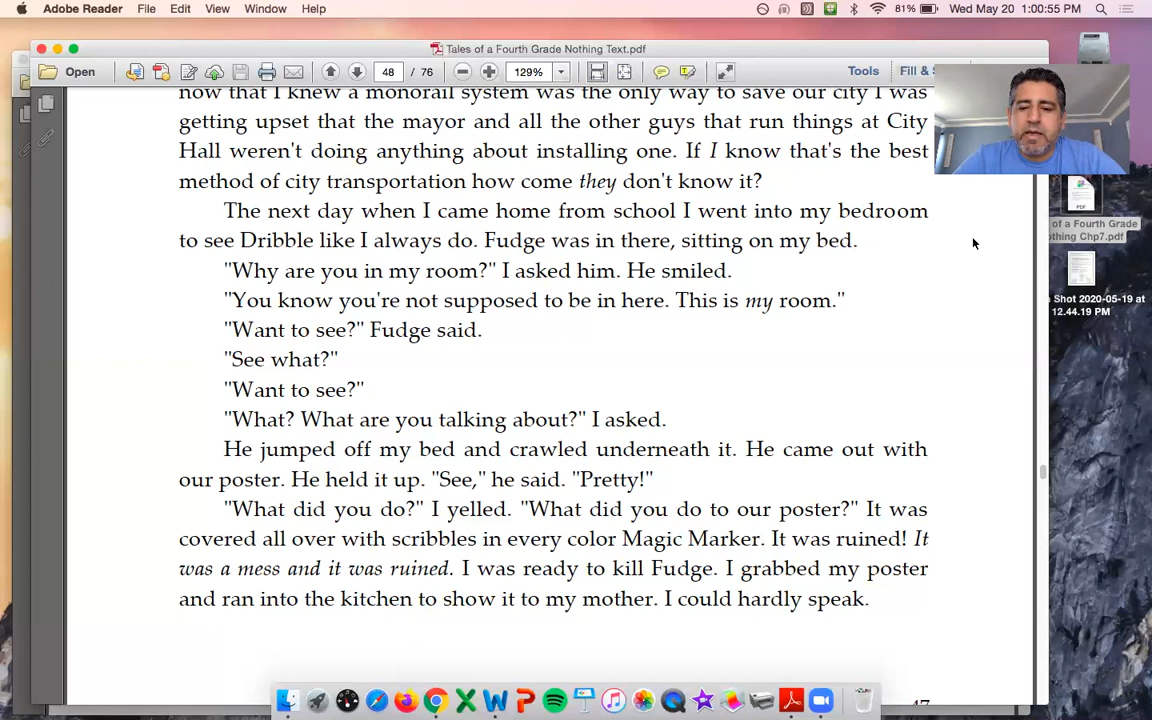 Adobe Reader File Edit View Window Help 81% Wed May 20 1:00:55 PM
Tales of a Fourth Grade Nothing Text.pdf
Open 48 / 76 129% Tools Fill &
now that I knew a monorail system was the only way to save our city I was
getting upset that the mayor and all the other guys that run things at City
Hall weren't doing anything about installing one. If I know that's the best
method of city transportation how come they don't know it?
The next day when I came home from school I went into my bedroom
to see Dribble like I always do. Fudge was in there, sitting on my bed.
"Why are you in my room?" I asked him. He smiled.
"You know you're not supposed to be in here. This is my room."
"Want to see?" Fudge said.
"See what?"
"Want to see?"
"What? What are you talking about?" I asked.
He jumped off my bed and crawled underneath it. He came out with
our poster. He held it up. "See," he said. "Pretty!"
"What did you do?" I yelled. "What did you do to our poster?" It was
covered all over with scribbles in every color Magic Marker. It was ruined! It
was a mess and it was ruined. I was ready to kill Fudge. I grabbed my poster
and ran into the kitchen to show it to my mother. I could hardly speak.
47
PDF
of a Fourth Grade
othing Chp7.pdf
Shot 2020-05-19 at
12.44.19 PM